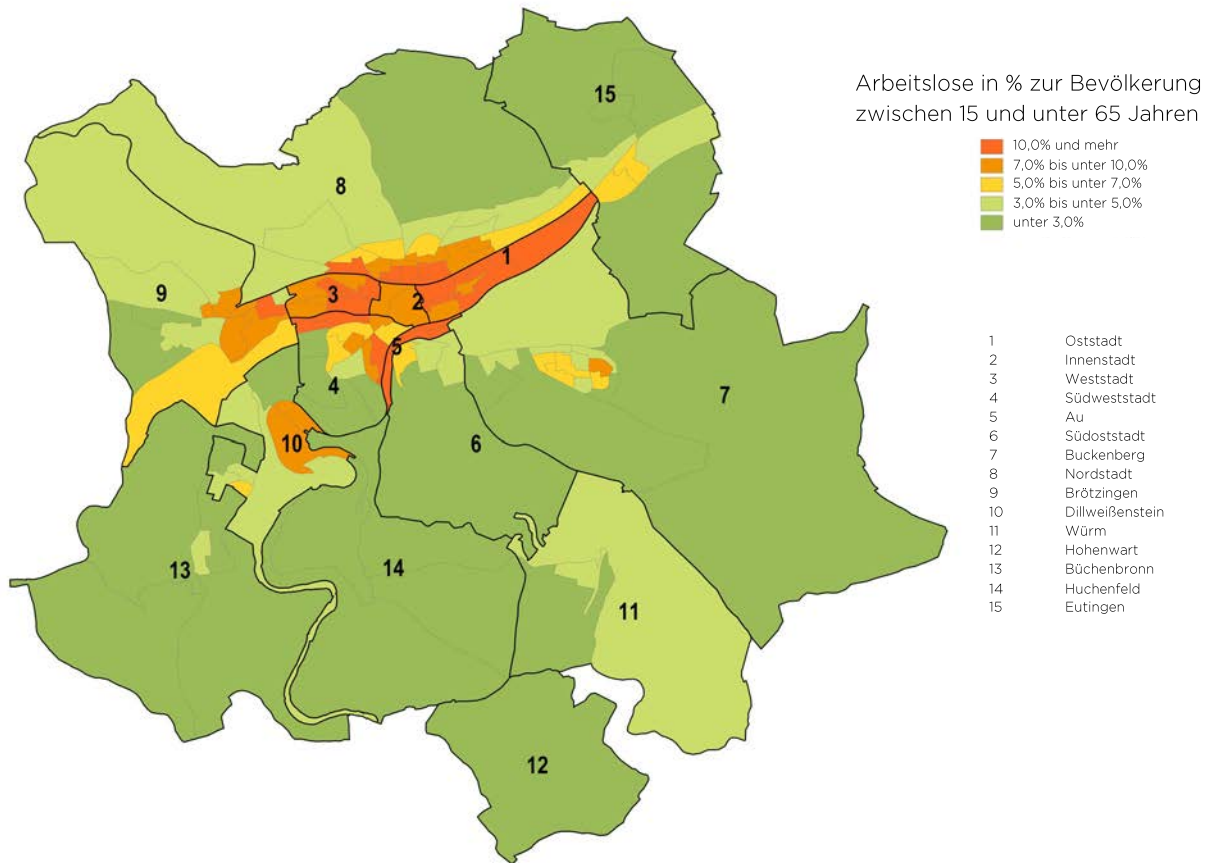 Arbeitslose in % zur Bevölkerung
zwischen 15 und unter 65 Jahren
10,0% und mehr
7,0% bis unter 10,0%
5,0% bis unter 7,0%
3,0% bis unter 5,0%
unter 3,0%
1 Oststadt
2 Innenstadt
3 Weststadt
4 Südweststadt
5 Au
6 Südoststadt
7 Buckenberg
8 Nordstadt
9 Brötzingen
10 Dillweißenstein
11 Würm
12 Hohenwart
13 Büchenbronn
14 Huchenfeld
15 Eutingen
15
8
1
9
3
2
5
4
7
10
6
13
14
11
12